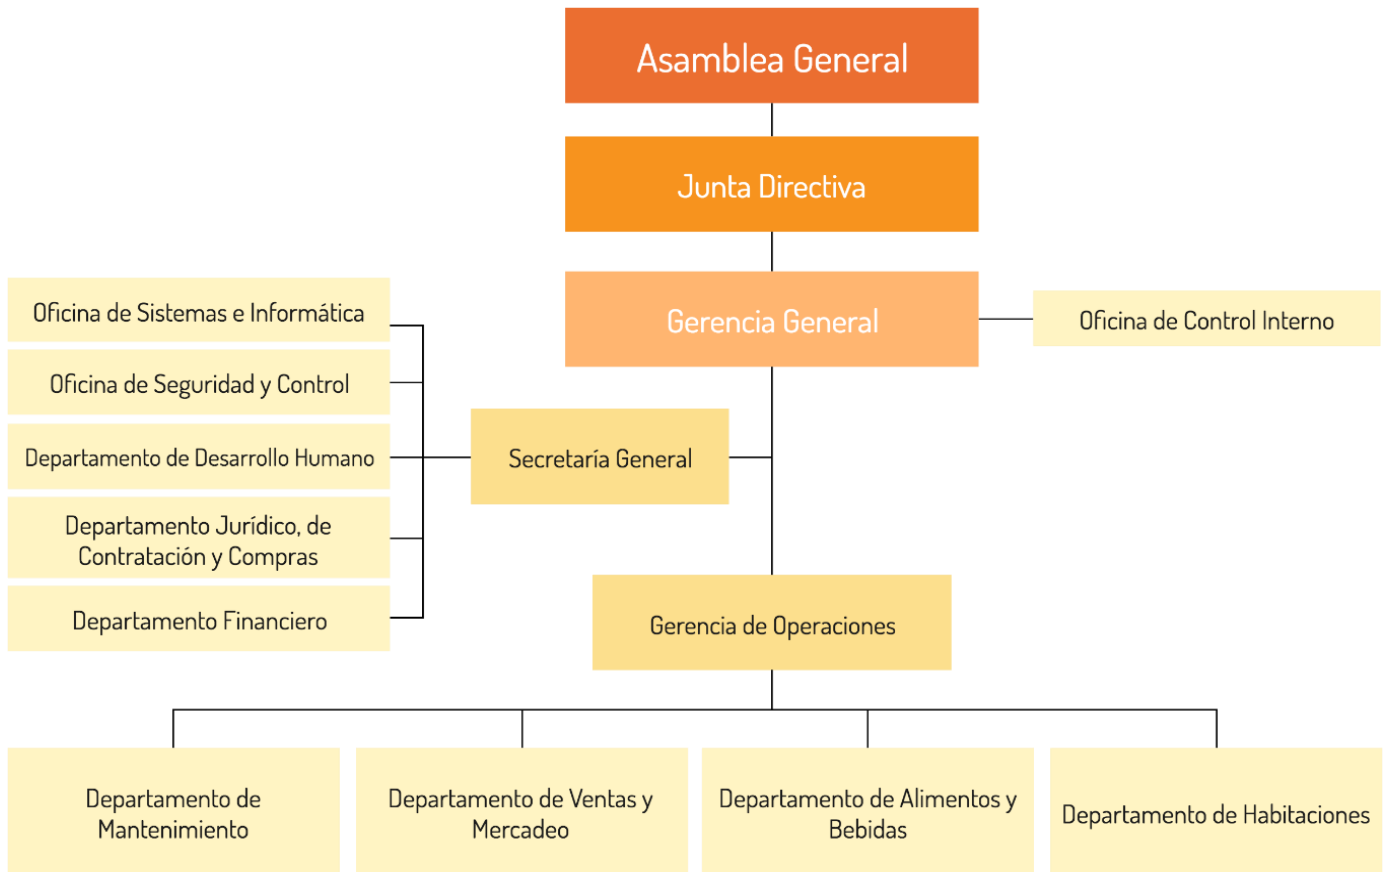 Asamblea General
Junta Directiva
Gerencia General
Oficina de Control Interno
Oficina de Sistemas e Informática
Oficina de Seguridad y Control
Departamento de Desarrollo Humano
Departamento Jurídico, de
Contratación y Compras
Departamento Financiero
Secretaría General
Gerencia de Operaciones
Departamento de
Mantenimiento
Departamento de Ventas y
Mercadeo
Departamento de Alimentos y
Bebidas
Departamento de Habitaciones